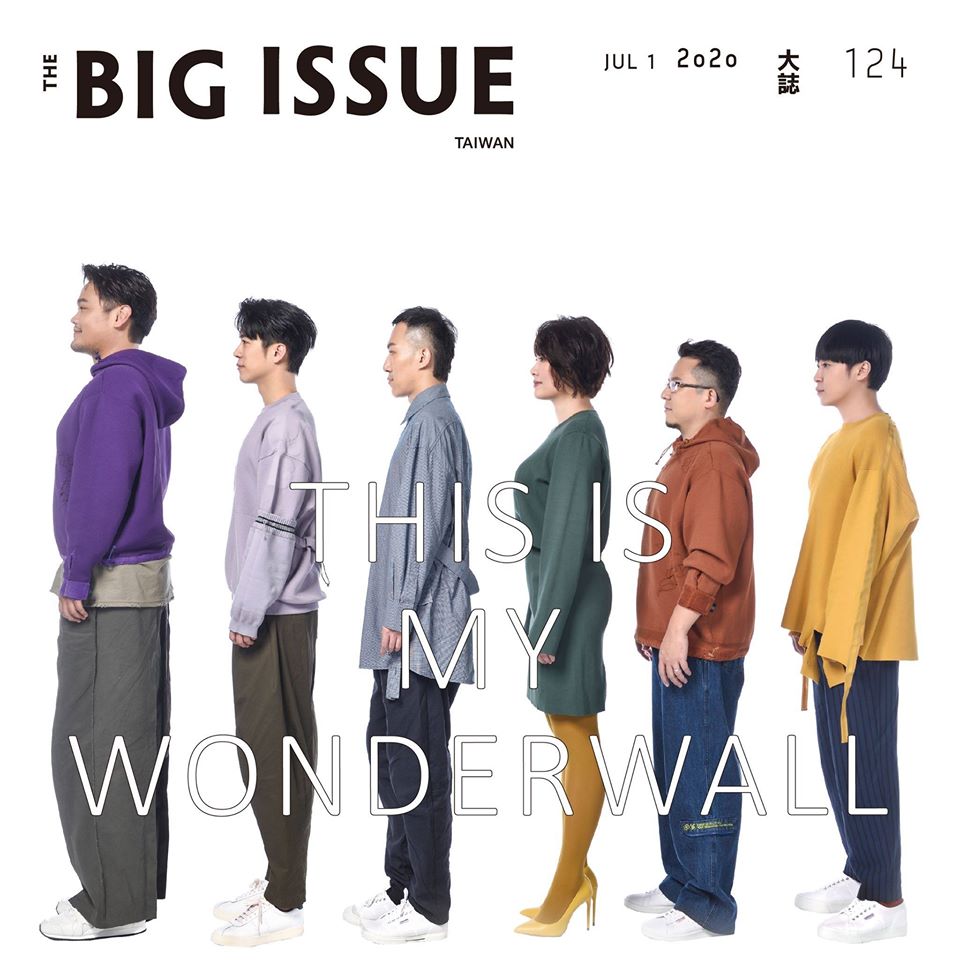 THE BIG ISSUE
TAIWAN
JUL 1 2020
大誌
124
THIS IS
MY
WONDERWALL